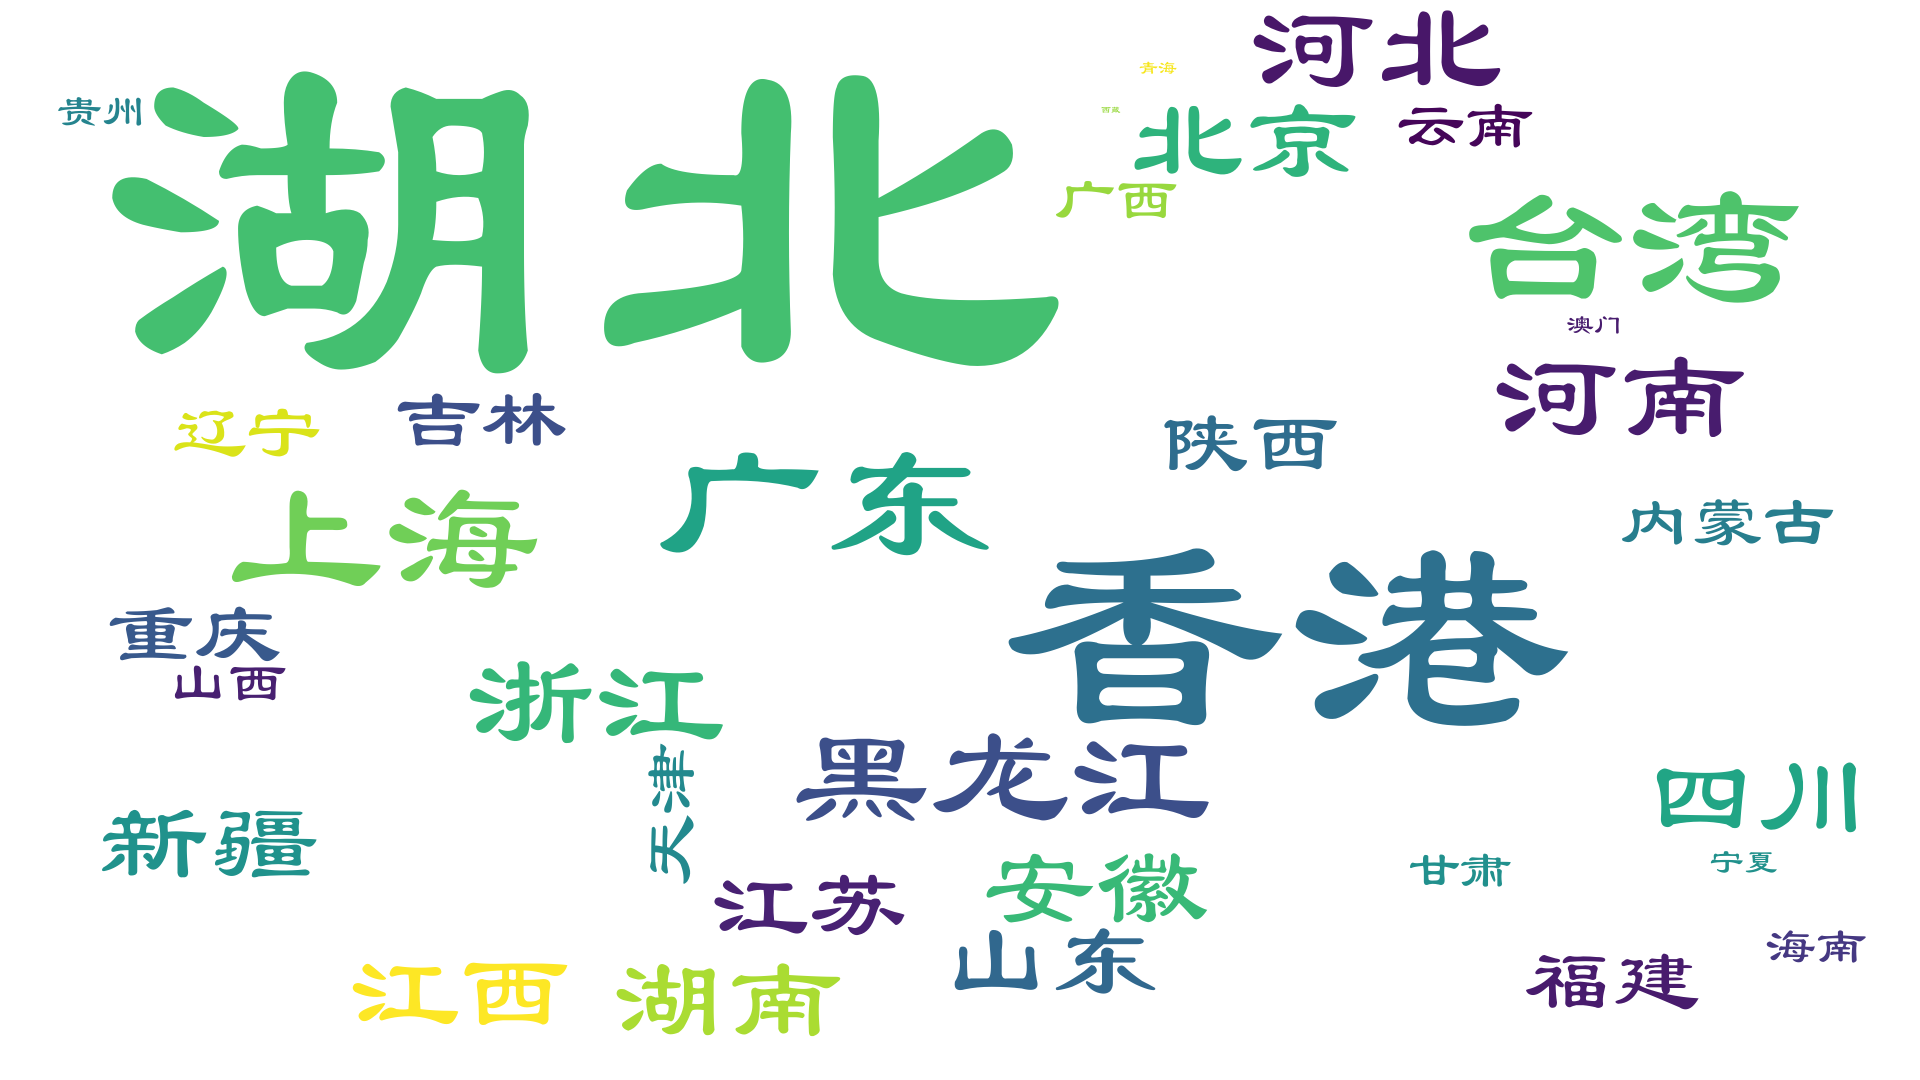 河北
青海
湖北
贵州
西藏
北京
云南
广西
台湾
澳门
河南
辽宁
吉林
陕西
广东
上海
内蒙古
香港
重庆
山西
浙江
天津
黑龙江
四川
新疆
江苏
安徽
甘肃
宁夏
山东
海南
福建
江西
湖南